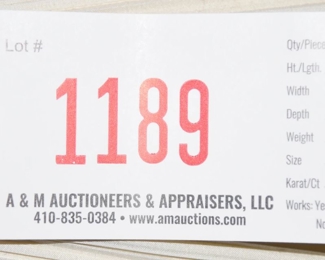 Lot #
1189
A & M AUCTIONEERS & APPRAISERS, LLC
410-835-0384 • www.amauctions.com
Qty/Piece
Ht./Lgth.
Width
Depth
Weight
Size
Karat/Ct
Works: Ye
No